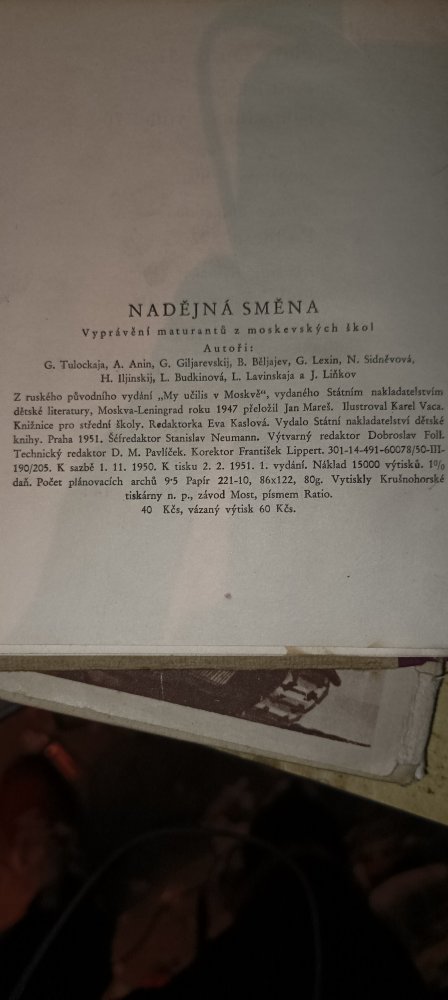 NADĚJNÁ SMĚNA
Vyprávění maturantů z moskevských škol
Autoři:
G. Tulockaja, A. Anin, G. Giljarevskij, B. Běljajev, G. Lexin, N. Sidněvová,
H. Iljinskij, L. Budkinová, L. Lavinskaja a J. Liňkov
Z ruského původního vydání „My učilis v Moskvě“, vydaného Státním nakladatelstvím
dětské literatury, Moskva-Leningrad roku 1947 přeložil Jan Mareš. Ilustroval Karel Vaca.
Knižnice pro střední školy. Redaktorka Eva Kaslová. Vydalo Státní nakladatelství dětské
knihy. Praha 1951. Šéfredaktor Stanislav Neumann. Výtvarný redaktor Dobroslav Foll.
Technický redaktor D. M. Pavlíček. Korektor František Lippert. 301-14-491-60078/50-III-
190/205. K sazbě 1. 11. 1950. K tisku 2. 2. 1951. 1. vydání. Náklad 15000 výtisků. 1%
daň. Počet plánovacích archů 9·5 Papír 221-10, 86x122, 80g. Vytiskly Krušnohorské
tiskárny n. p., závod Most, písmem Ratio.
40 Kčs, vázaný výtisk 60 Kčs.